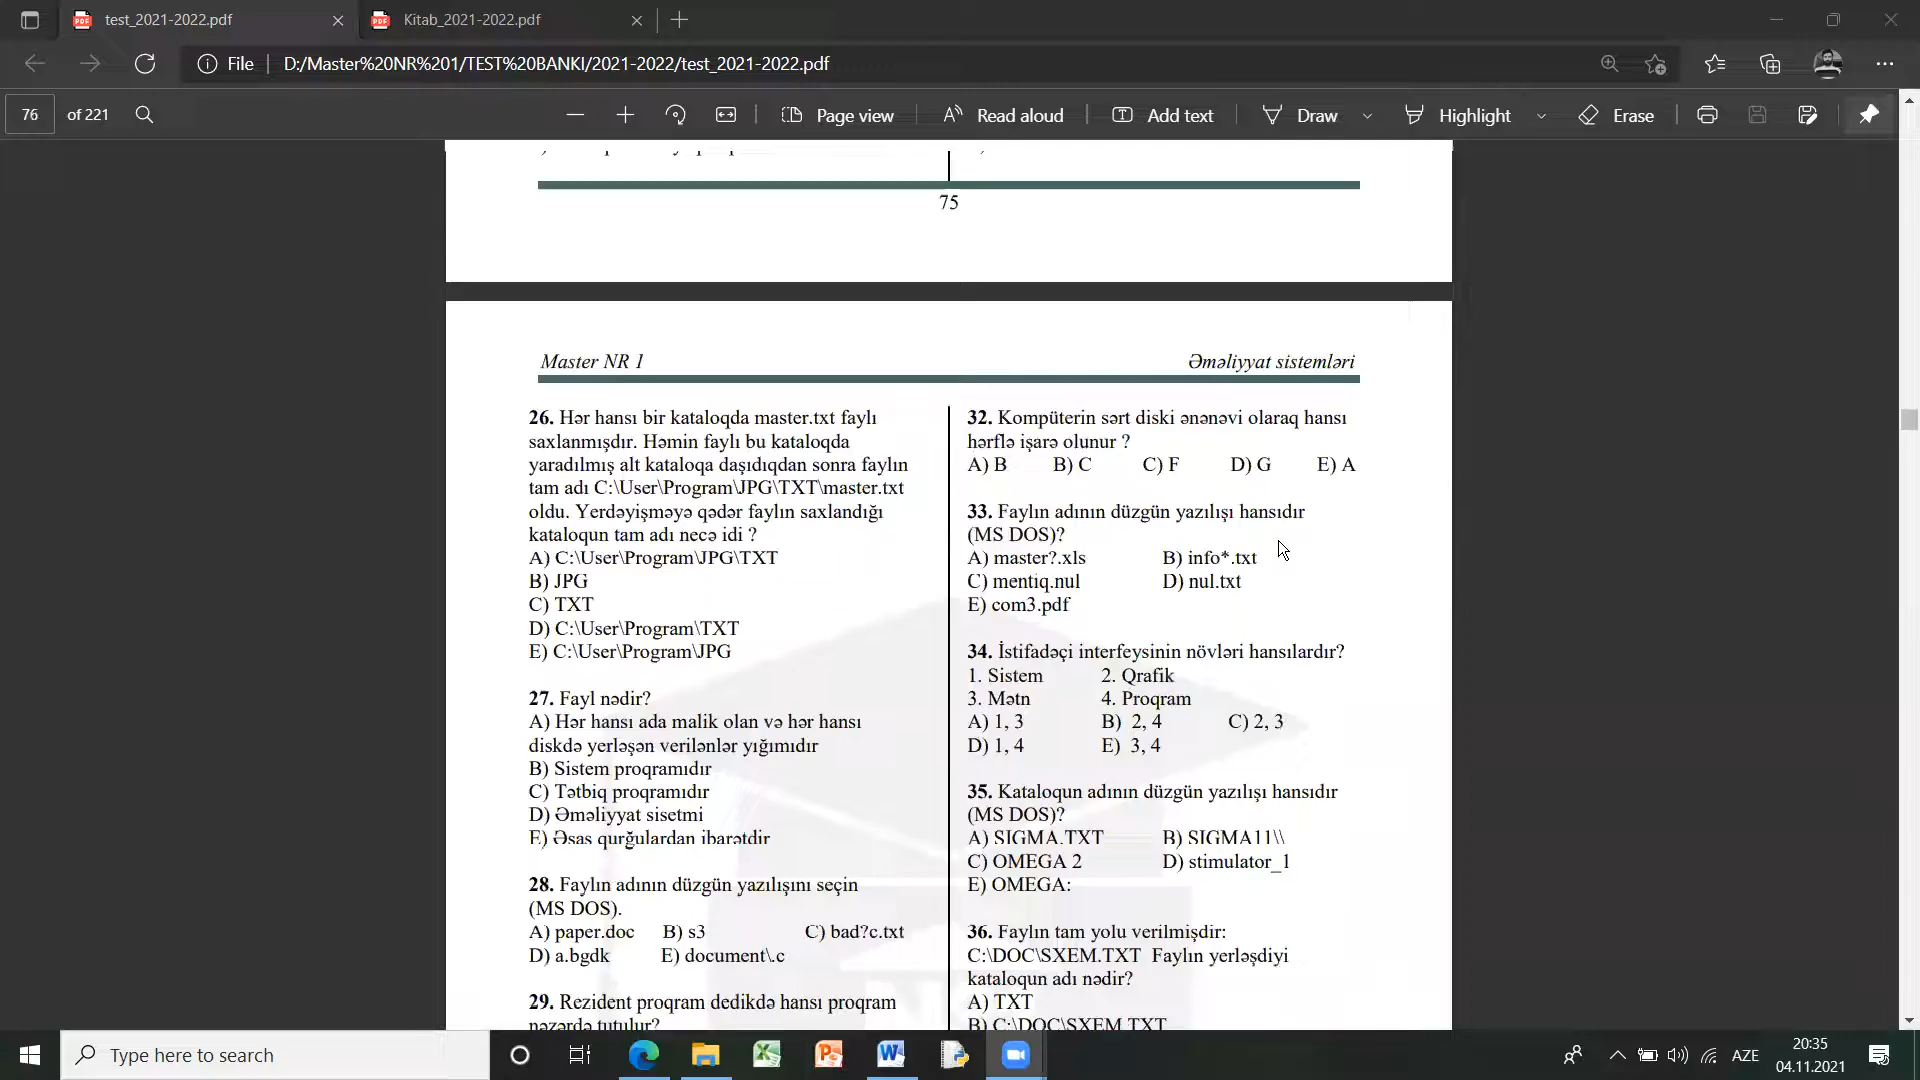 test_2021-2022.pdf
Kitab_2021-2022.pdf
File
D:/Master%20NR%201/TEST%20BANKI/2021-2022/test_2021-2022.pdf
76 of 221
Page view
Read aloud
Add text
Draw
Highlight
Erase
75
Master NR 1
Əməliyyat sistemləri
26. Hər hansı bir kataloqda master.txt faylı
saxlanmışdır. Həmin faylı bu kataloqda
yaradılmış alt kataloqa daşıdıqdan sonra faylın
tam adı C:\User\Program\JPG\TXT\master.txt
oldu. Yerdəyişməyə qədər faylın saxlandığı
kataloqun tam adı necə idi ?
A) C:\User\Program\JPG\TXT
B) JPG
C) TXT
D) C:\User\Program\TXT
E) C:\User\Program\JPG
27. Fayl nədir?
A) Hər hansı ada malik olan və hər hansı
diskdə yerləşən verilənlər yığımıdır
B) Sistem proqramıdır
C) Tətbiq proqramıdır
D) Əməliyyat sisetmi
E) Əsas qurğulardan ibarətdir
28. Faylın adının düzgün yazılışını seçin
(MS DOS).
A) paper.doc B) s3 C) bad?c.txt
D) a.bgdk E) document\.c
29. Rezident proqram dedikdə hansı proqram
nəzərdə tutulur?
32. Kompüterin sərt diski ənənəvi olaraq hansı
hərflə işarə olunur ?
A) B B) C C) F D) G E) A
33. Faylın adının düzgün yazılışı hansıdır
(MS DOS)?
A) master?.xls B) info*.txt
C) mentiq.nul D) nul.txt
E) com3.pdf
34. İstifadəçi interfeysinin növləri hansılardır?
1. Sistem 2. Qrafik
3. Mətn 4. Proqram
A) 1, 3 B) 2, 4 C) 2, 3
D) 1, 4 E) 3, 4
35. Kataloqun adının düzgün yazılışı hansıdır
(MS DOS)?
A) SIGMA.TXT B) SIGMA11\\
C) OMEGA 2 D) stimulator_1
E) OMEGA:
36. Faylın tam yolu verilmişdir:
C:\DOC\SXEM.TXT Faylın yerləşdiyi
kataloqun adı nədir?
A) TXT
B) C:\DOC\SXEM.TXT
Type here to search
AZE
20:35
04.11.2021